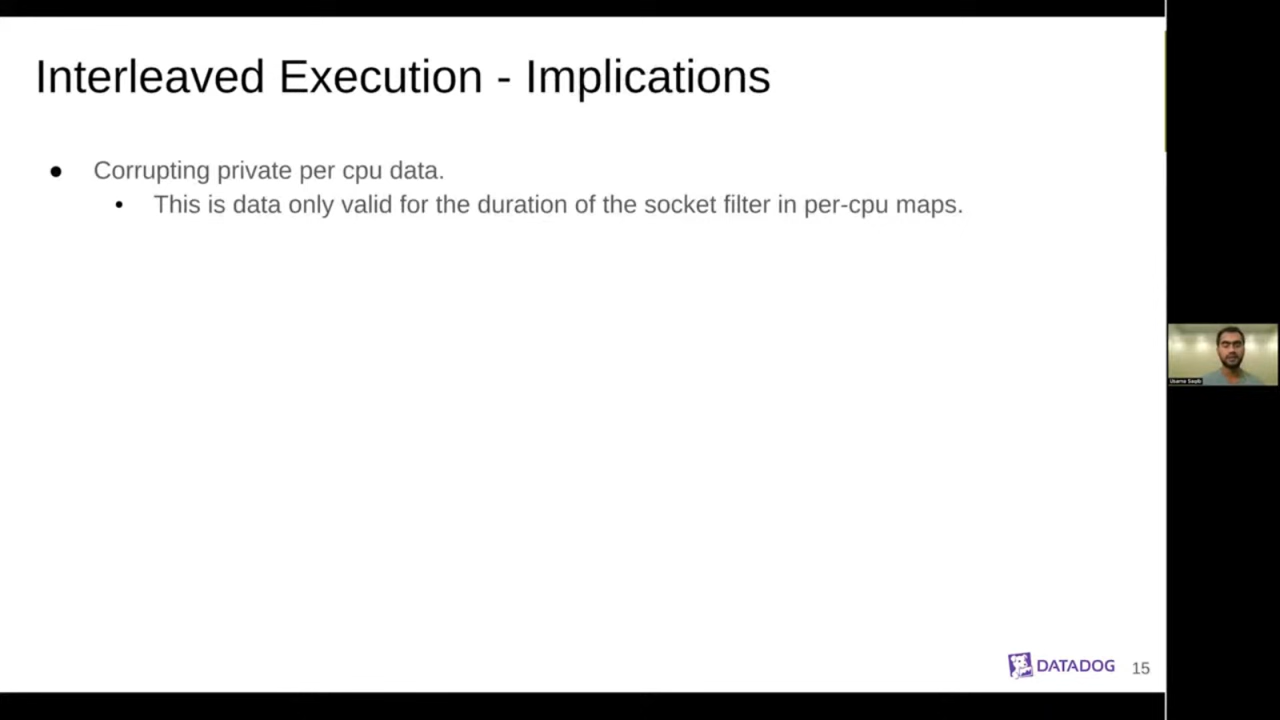 Interleaved Execution - Implications
● Corrupting private per cpu data.
• This is data only valid for the duration of the socket filter in per-cpu maps.
DATADOG 15